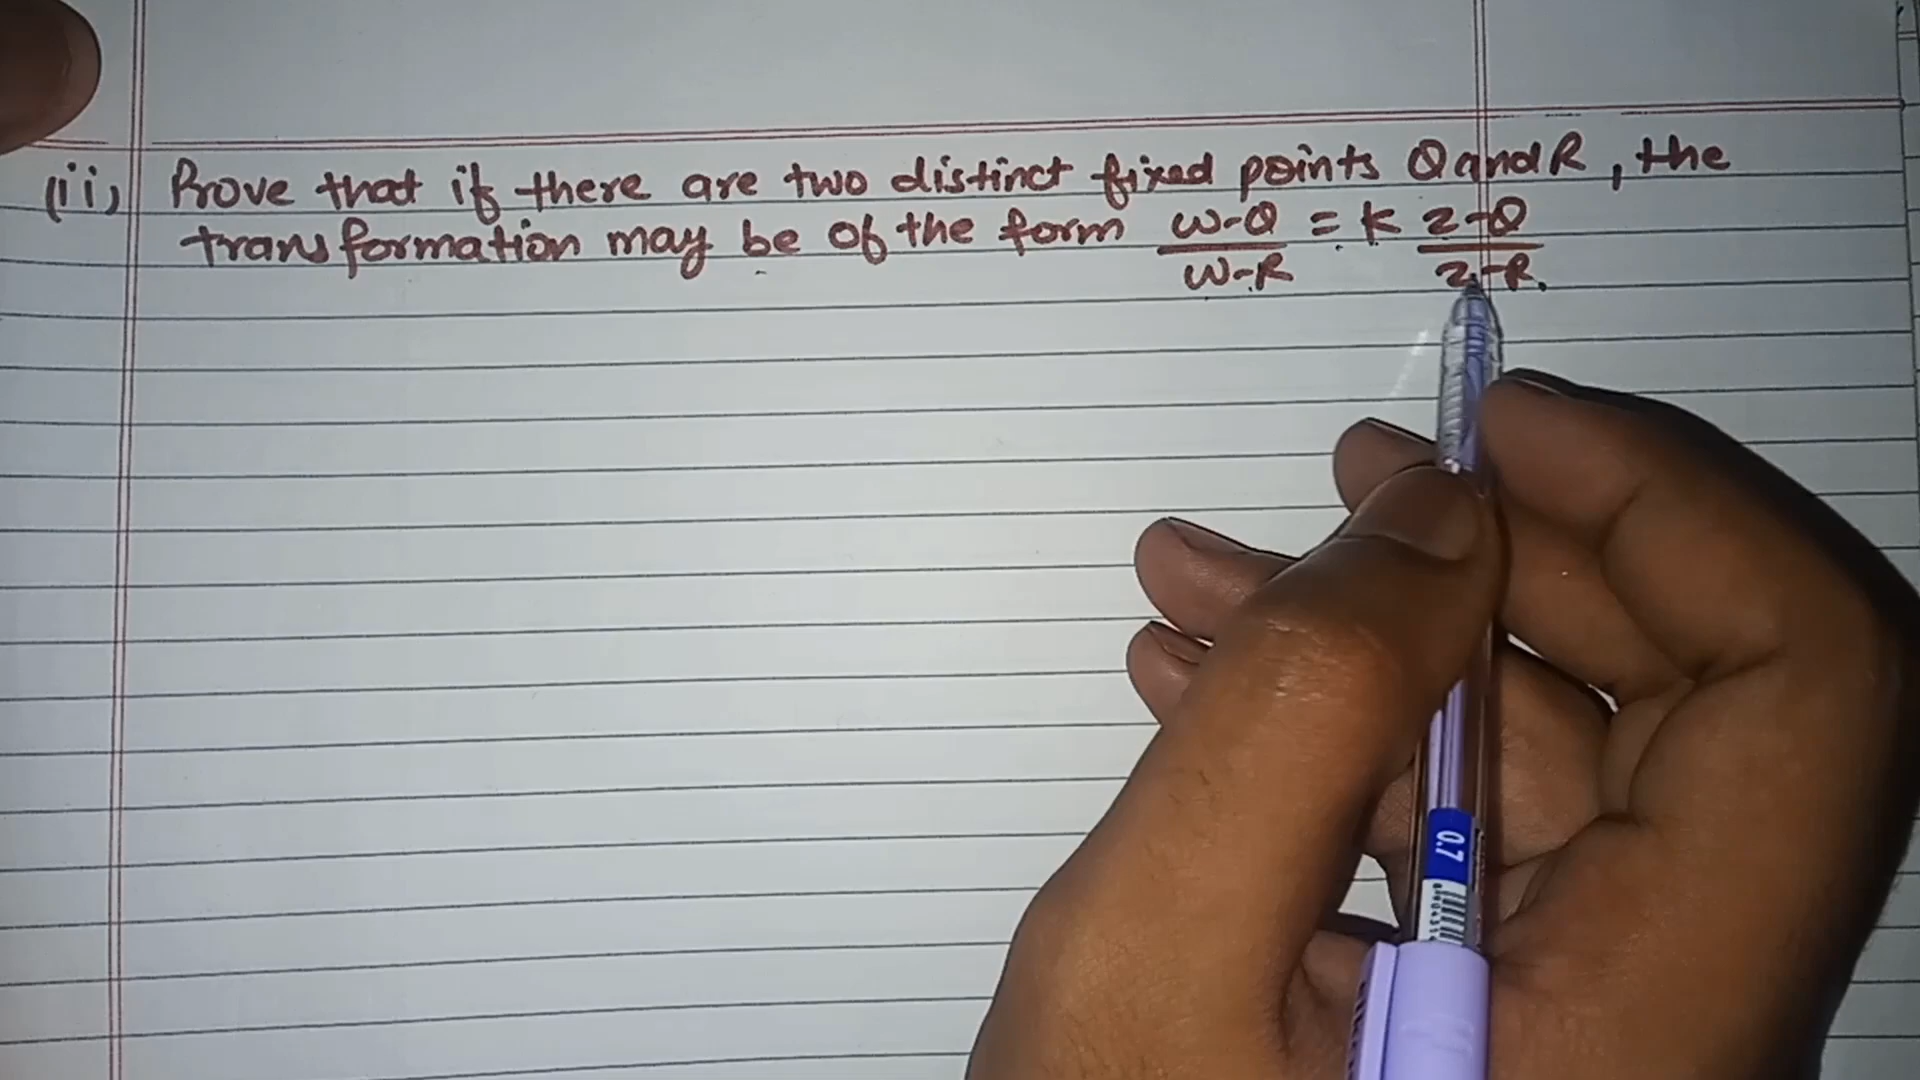 (ii) Prove that if there are two distinct fixed points Q and R, the
transformation may be of the form w-Q/w-R = k z-Q/z-R.
0.7